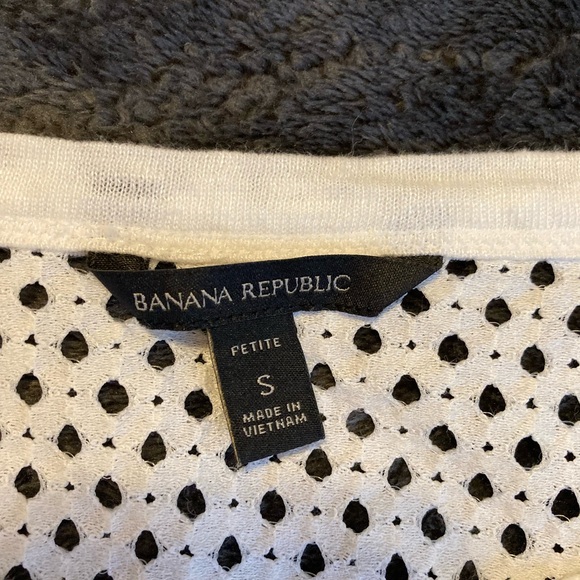 BANANA REPUBLIC
PETITE
S
MADE IN
VIETNAM